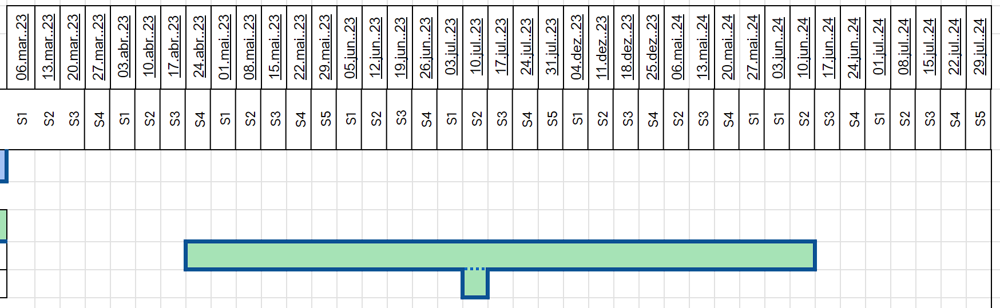 06.mar..23 13.mar..23 20.mar..23 27.mar..23 03.abr..23 10.abr..23 17.abr..23 24.abr..23 01.mai..23 08.mai..23 15.mai..23 22.mai..23 29.mai..23 05.jun..23 12.jun..23 19.jun..23 26.jun..23 03.jul..23 10.jul..23 17.jul..23 24.jul..23 31.jul..23 04.dez..23 11.dez..23 18.dez..23 25.dez..23 06.mai..24 13.mai..24 20.mai..24 27.mai..24 03.jun..24 10.jun..24 17.jun..24 24.jun..24 01.jul..24 08.jul..24 15.jul..24 22.jul..24 29.jul..24
S1 S2 S3 S4 S1 S2 S3 S4 S1 S2 S3 S4 S5 S1 S2 S3 S4 S1 S2 S3 S4 S5 S1 S2 S3 S4 S2 S3 S4 S1 S1 S2 S3 S4 S1 S2 S3 S4 S5